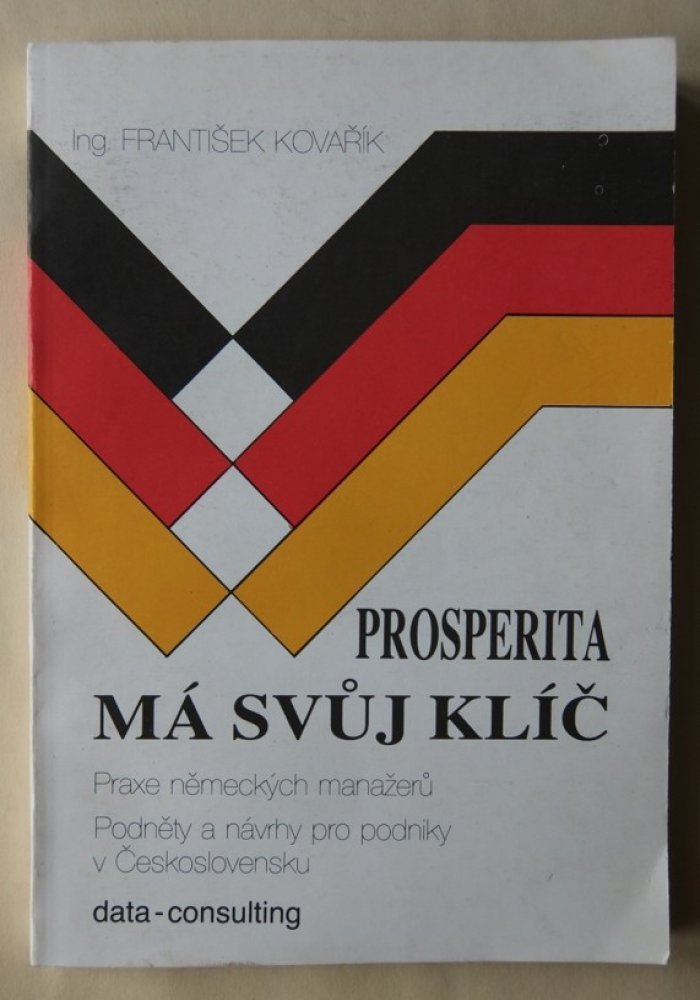 Ing. FRANTIŠEK KOVAŘÍK
PROSPERITA
MÁ SVŮJ KLÍČ
Praxe německých manažerů
Podněty a návrhy pro podniky
v Československu
data-consulting